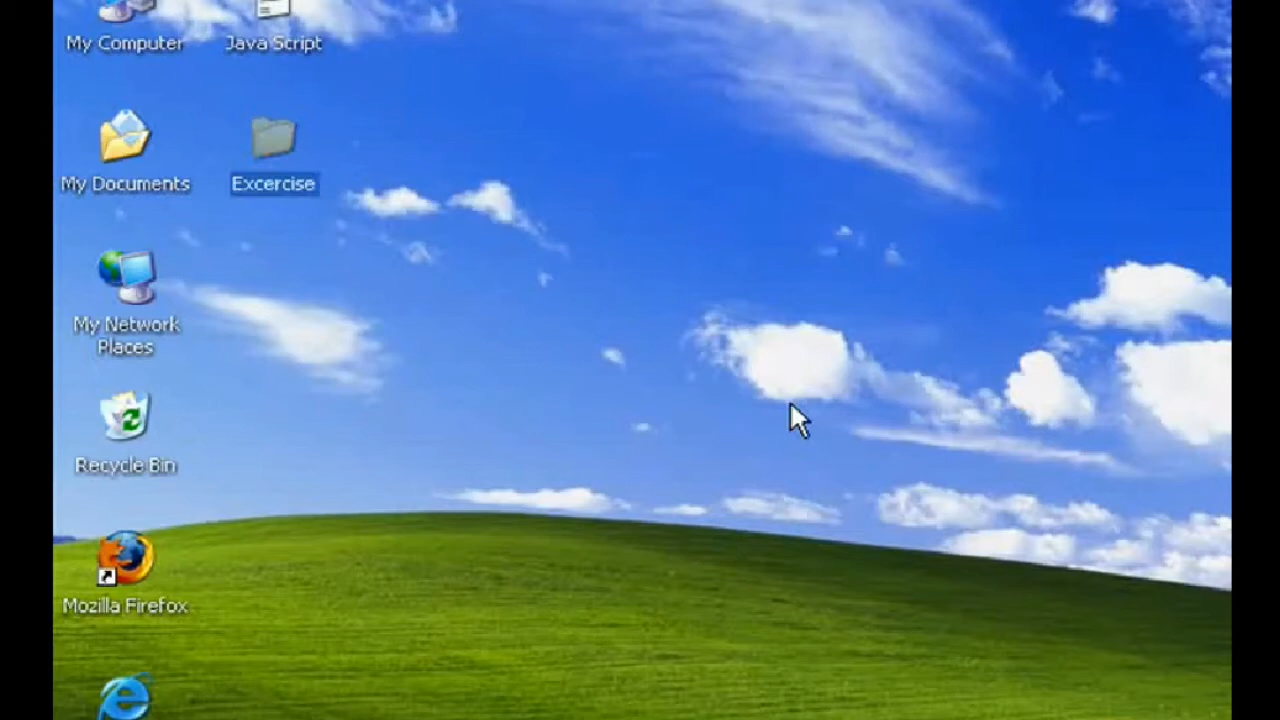 My Computer
Java Script
My Documents
Excercise
My Network
Places
Recycle Bin
Mozilla Firefox